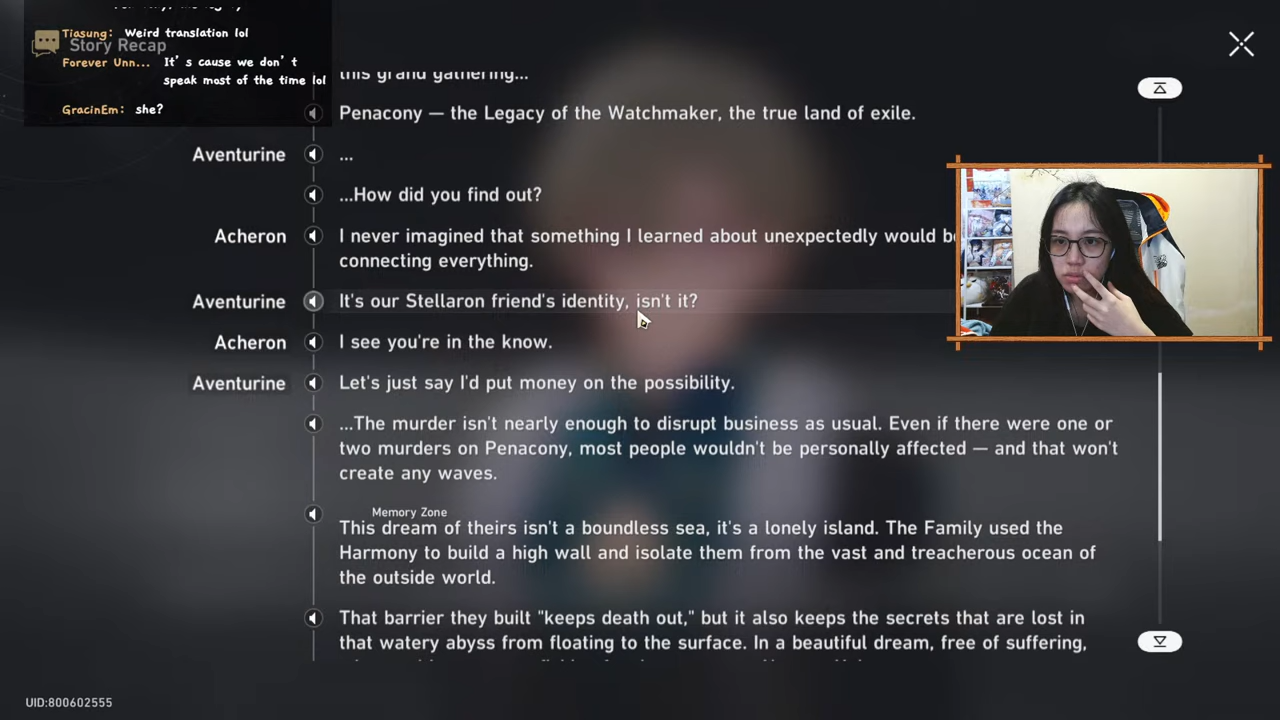 Tiasung: Weird translation lol
Story Recap
Forever Unn... It's cause we don't
speak most of the time lol
GracinEm: she?
this grand gathering...
Penacony — the Legacy of the Watchmaker, the true land of exile.
Aventurine ...
...How did you find out?
Acheron I never imagined that something I learned about unexpectedly would
connecting everything.
Aventurine It's our Stellaron friend's identity, isn't it?
Acheron I see you're in the know.
Aventurine Let's just say I'd put money on the possibility.
...The murder isn't nearly enough to disrupt business as usual. Even if there were one or
two murders on Penacony, most people wouldn't be personally affected — and that won't
create any waves.
Memory Zone
This dream of theirs isn't a boundless sea, it's a lonely island. The Family used the
Harmony to build a high wall and isolate them from the vast and treacherous ocean of
the outside world.
That barrier they built "keeps death out," but it also keeps the secrets that are lost in
that watery abyss from floating to the surface. In a beautiful dream, free of suffering,
UID:800602555